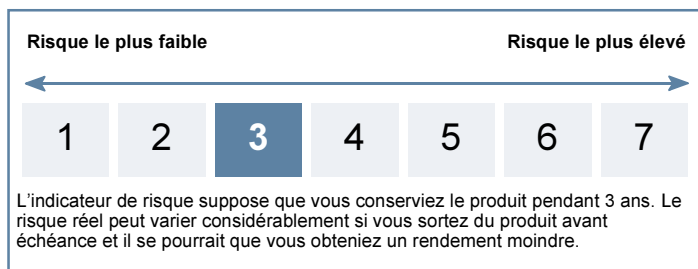 Risque le plus faible Risque le plus élevé
1 2 3 4 5 6 7
L'indicateur de risque suppose que vous conserviez le produit pendant 3 ans. Le
risque réel peut varier considérablement si vous sortez du produit avant
échéance et il se pourrait que vous obteniez un rendement moindre.